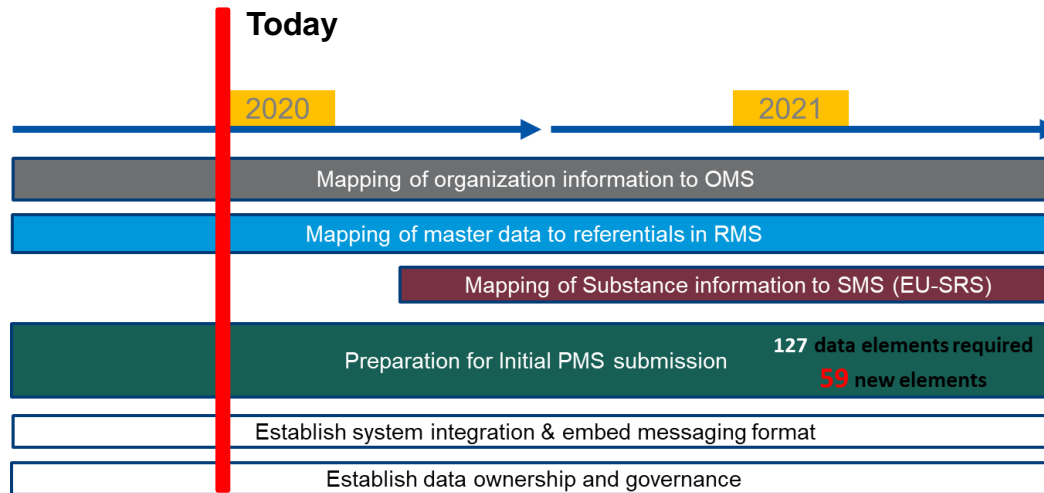 Today
2020
2021
Mapping of organization information to OMS
Mapping of master data to referentials in RMS
Mapping of Substance information to SMS (EU-SRS)
Preparation for Initial PMS submission
127 data elements required
59 new elements
Establish system integration & embed messaging format
Establish data ownership and governance